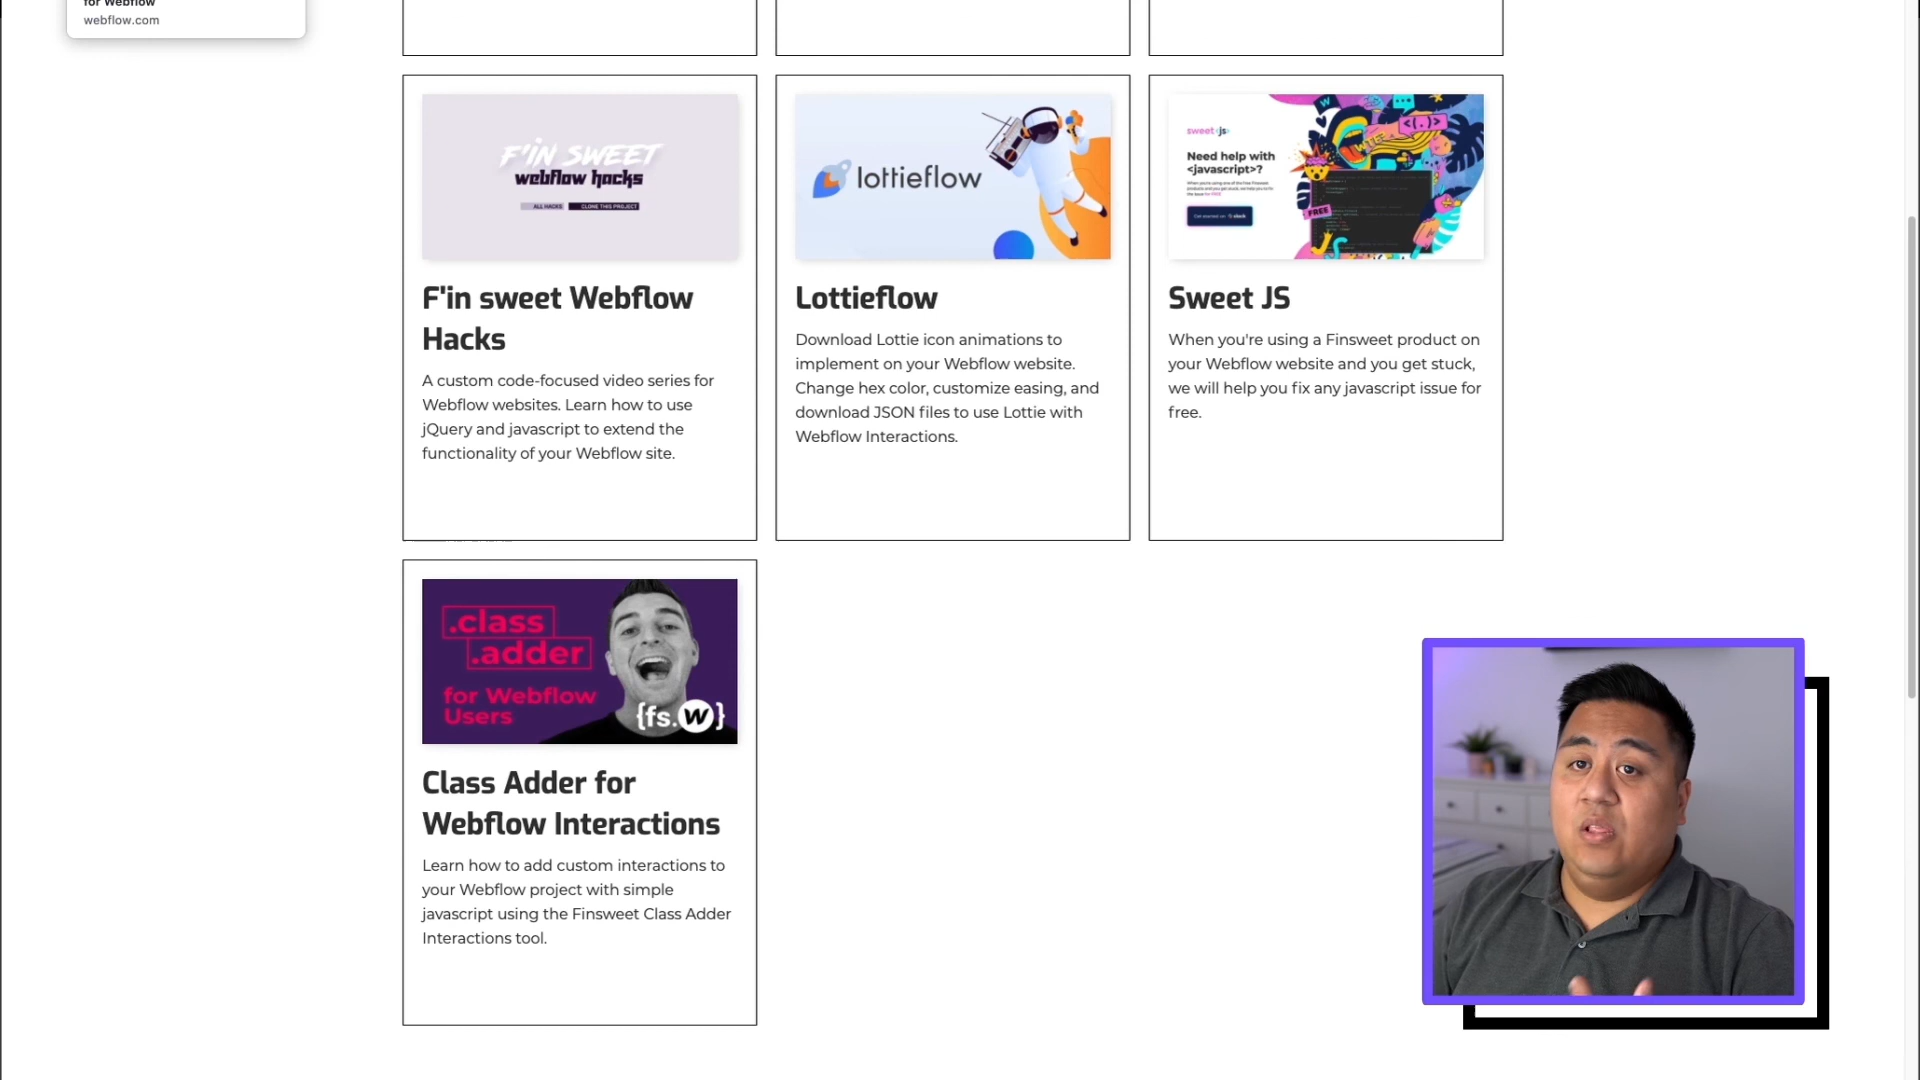 for Webflow
webflow.com
F'IN SWEET
webflow hacks
ALL HACKS
CLONE THIS PROJECT
F'in sweet Webflow
Hacks
A custom code-focused video series for
Webflow websites. Learn how to use
jQuery and javascript to extend the
functionality of your Webflow site.
lottieflow
Lottieflow
Download Lottie icon animations to
implement on your Webflow website.
Change hex color, customize easing, and
download JSON files to use Lottie with
Webflow Interactions.
sweet <js>
Need help with
<javascript>?
FREE
Sweet JS
When you're using a Finsweet product on
your Webflow website and you get stuck,
we will help you fix any javascript issue for
free.
.class
.adder
for Webflow
Users
{fs.W}
Class Adder for
Webflow Interactions
Learn how to add custom interactions to
your Webflow project with simple
javascript using the Finsweet Class Adder
Interactions tool.